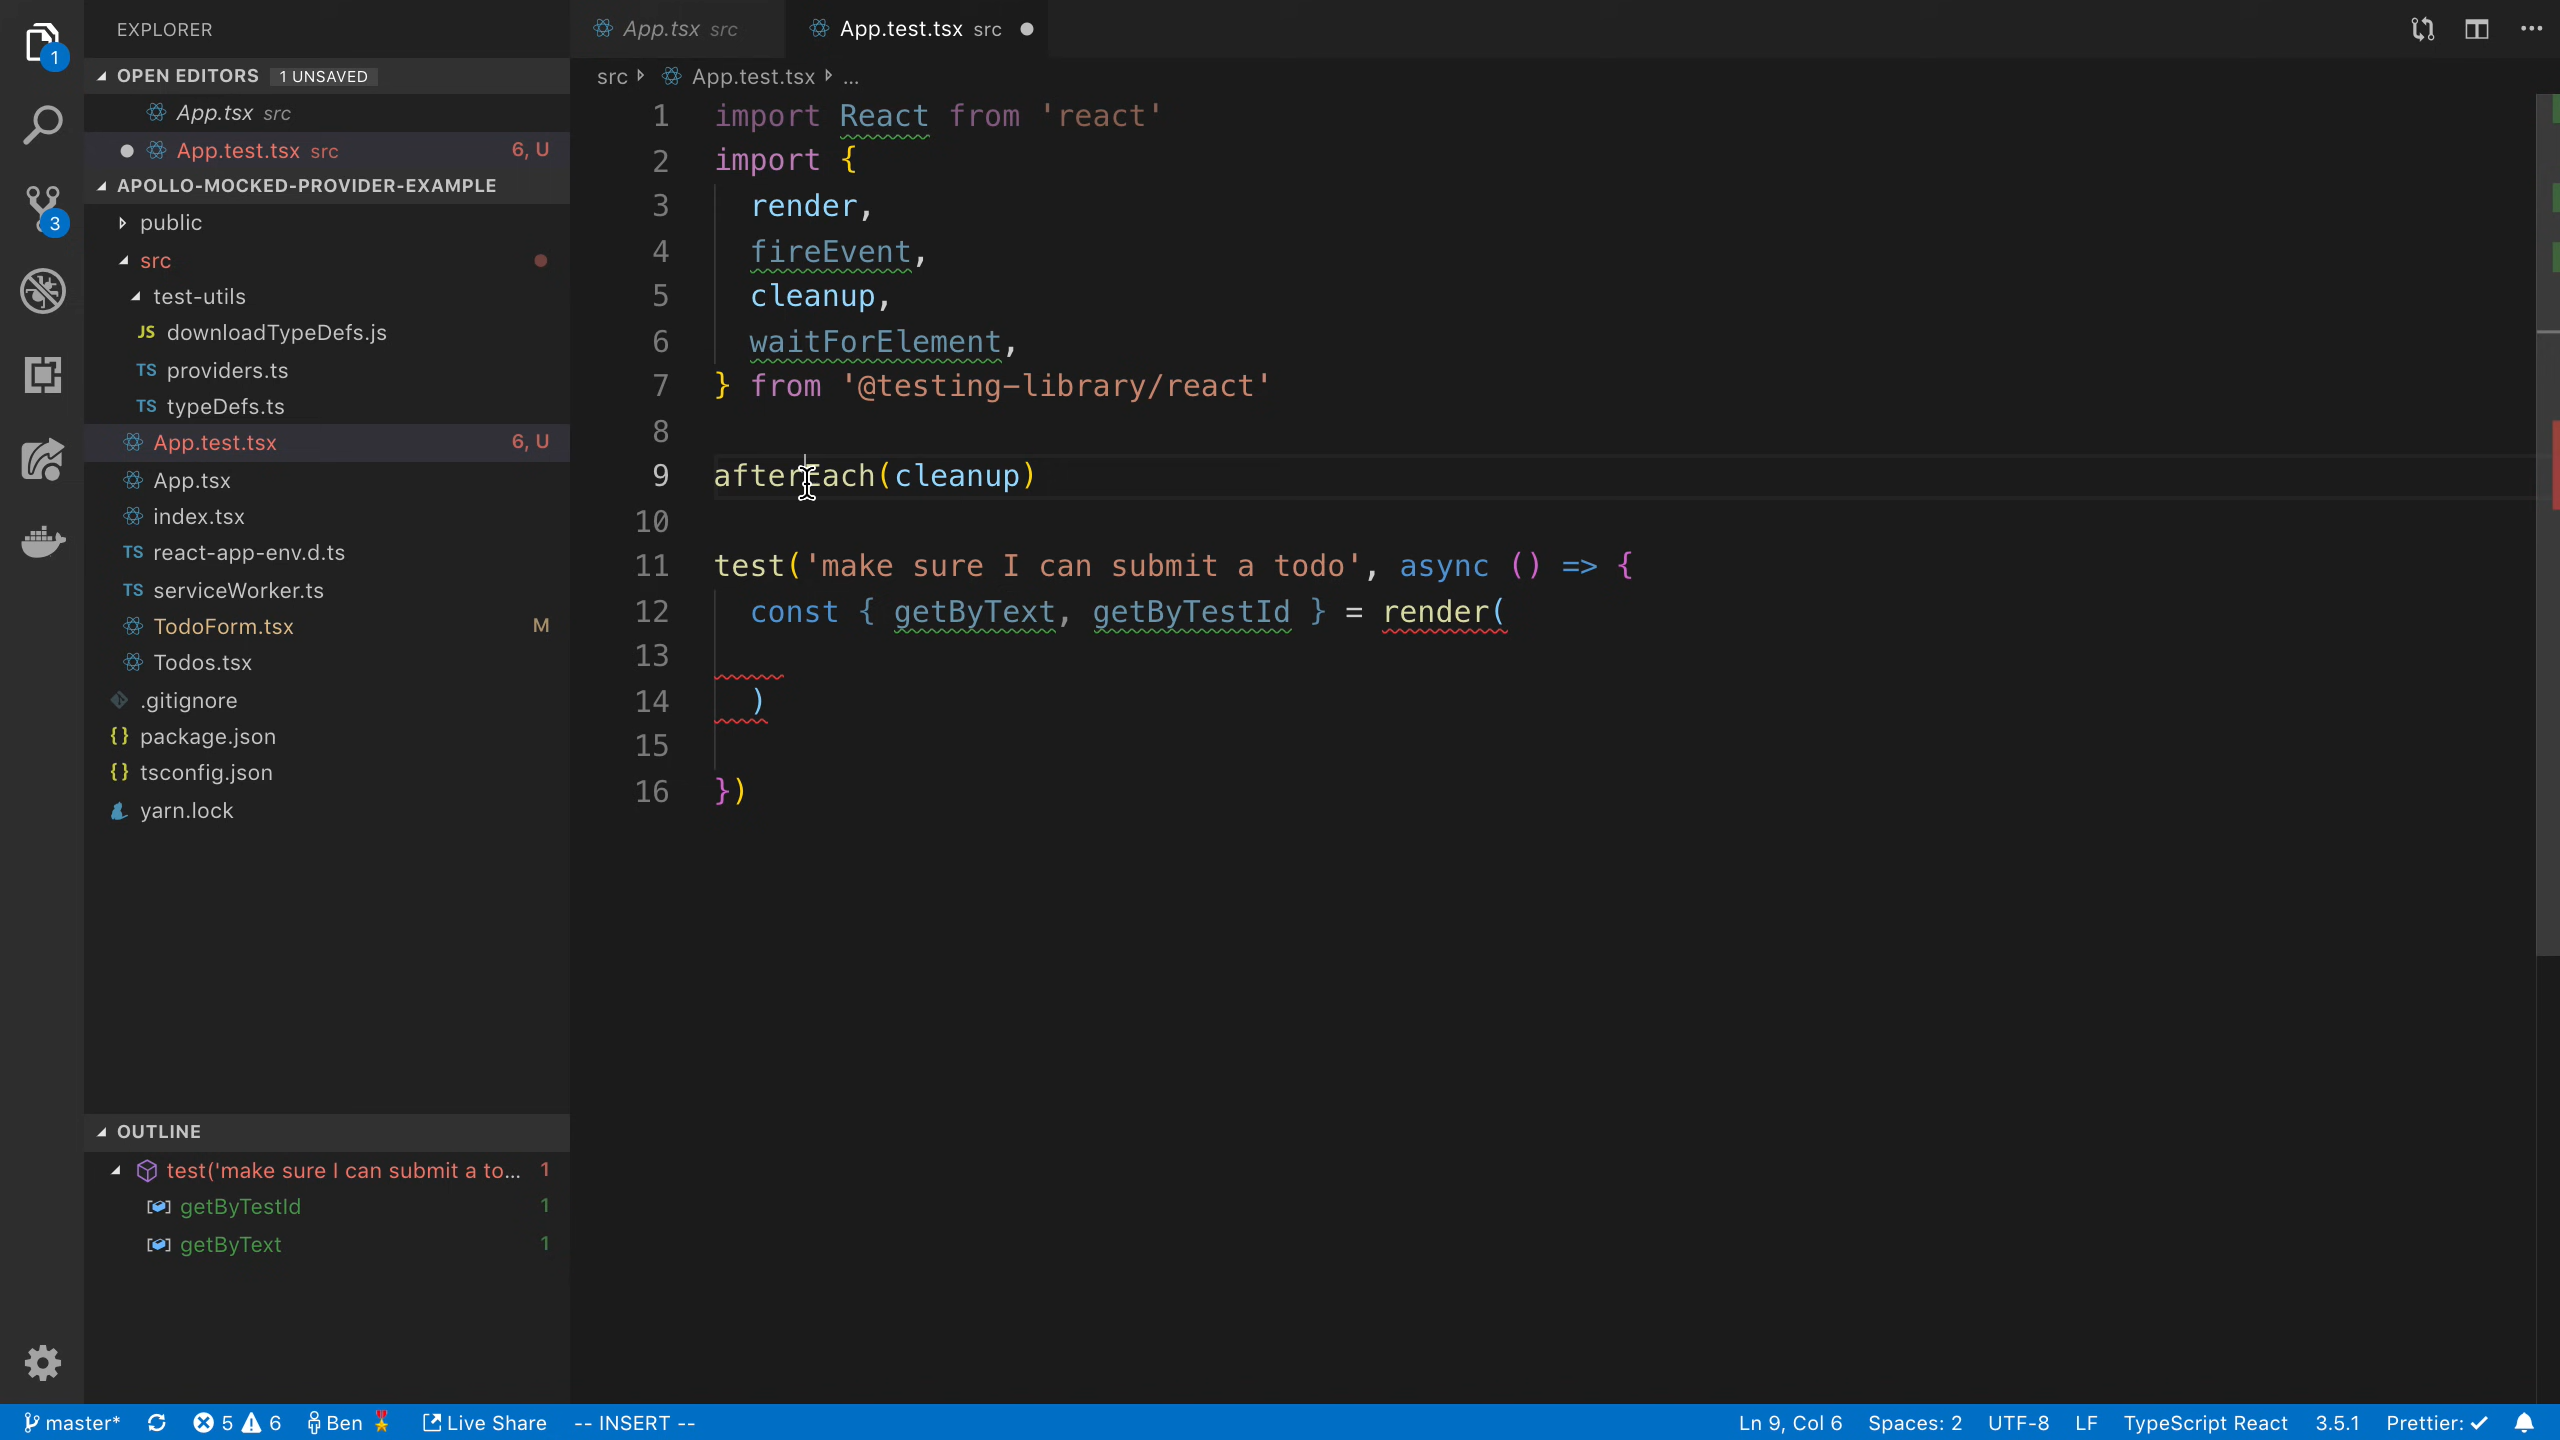 EXPLORER
OPEN EDITORS 1 UNSAVED
App.tsx src
App.test.tsx src 6, U
APOLLO-MOCKED-PROVIDER-EXAMPLE
public
src
test-utils
JS downloadTypeDefs.js
TS providers.ts
TS typeDefs.ts
App.test.tsx 6, U
App.tsx
index.tsx
TS react-app-env.d.ts
TS serviceWorker.ts
TodoForm.tsx M
Todos.tsx
.gitignore
{} package.json
{} tsconfig.json
yarn.lock
OUTLINE
test('make sure I can submit a to... 1
getByTestId 1
getByText 1
1
3
App.tsx src
App.test.tsx src
src App.test.tsx ...
1 import React from 'react'
2 import {
3 render,
4 fireEvent,
5 cleanup,
6 waitForElement,
7 } from '@testing-library/react'
8
9 afterEach(cleanup)
10
11 test('make sure I can submit a todo', async () => {
12 const { getByText, getByTestId } = render(
13
14 )
15
16 })
master* 5 6 Ben Live Share -- INSERT -- Ln 9, Col 6 Spaces: 2 UTF-8 LF TypeScript React 3.5.1 Prettier: ✓